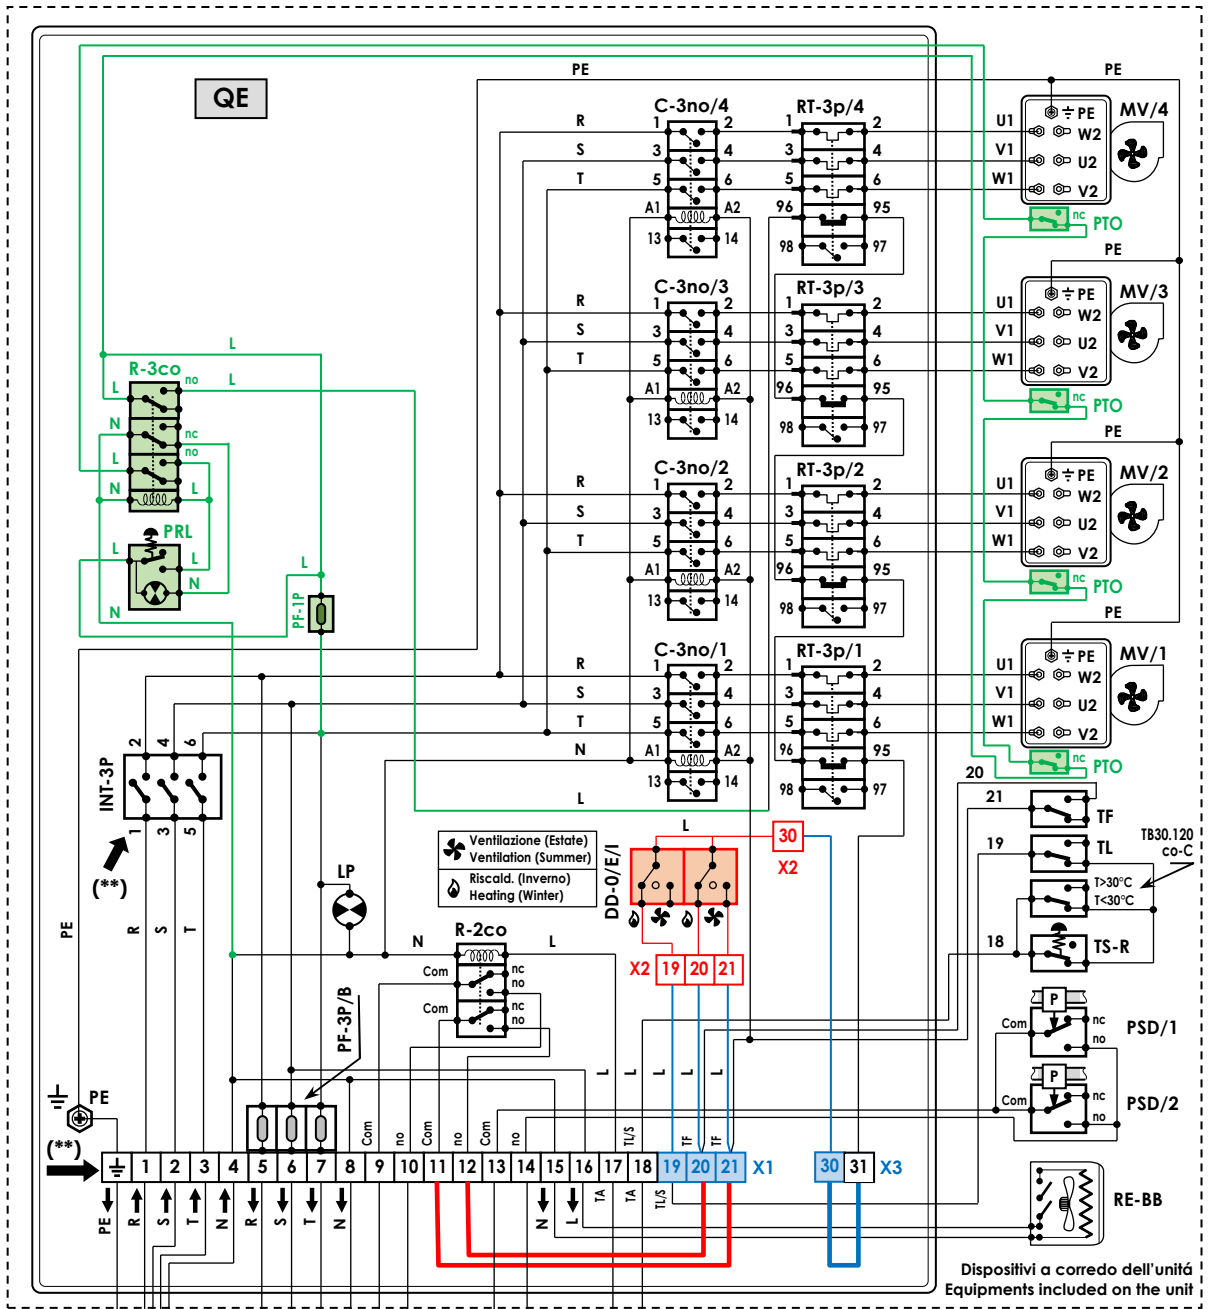 PE
PE
QE
C-3no/4
RT-3p/4
MV/4
R
1
2
1
2
U1
PE
W2
S
3
4
3
4
V1
U2
T
5
6
5
6
W1
V2
A1
A2
96
95
nc
PTO
13
14
98
97
PE
C-3no/3
RT-3p/3
MV/3
R
1
2
1
2
U1
PE
W2
S
3
4
3
4
V1
U2
T
5
6
5
6
W1
V2
A1
A2
96
95
nc
PTO
13
14
98
97
PE
L
R-3co
no
L
L
N
nc
no
L
N
L
PRL
L
L
N
N
L
PF-1P
C-3no/2
RT-3p/2
MV/2
R
1
2
1
2
U1
PE
W2
S
3
4
3
4
V1
U2
T
5
6
5
6
W1
V2
A1
A2
96
95
nc
PTO
13
14
98
97
PE
C-3no/1
RT-3p/1
MV/1
R
1
2
1
2
U1
PE
W2
S
3
4
3
4
V1
U2
T
5
6
5
6
W1
V2
N
A1
A2
96
95
nc
PTO
13
14
98
97
L
2
4
6
INT-3P
1
3
5
(**)
20
21
TF
19
TL
TB30.120
co-C
T>30°C
T<30°C
18
TS-R
Ventilazione (Estate)
Ventilation (Summer)
Riscald. (Inverno)
Heating (Winter)
L
30
X2
DD-0/E/I
X2
19
20
21
LP
PE
R
S
T
N
R-2co
L
Com
nc
no
Com
nc
no
PF-3P/B
P
Com
nc
no
PSD/1
P
Com
nc
no
PSD/2
PE
(**)
Com
no
Com
no
Com
no
L
L
L
L
L
TL/S
TF
TF
1
2
3
4
5
6
7
8
9
10
11
12
13
14
15
16
17
18
19
20
21
X1
30
31
X3
PE
R
S
T
N
R
S
T
N
N
L
TA
TA
TL/S
RE-BB
Dispositivi a corredo dell'unitá
Equipments included on the unit